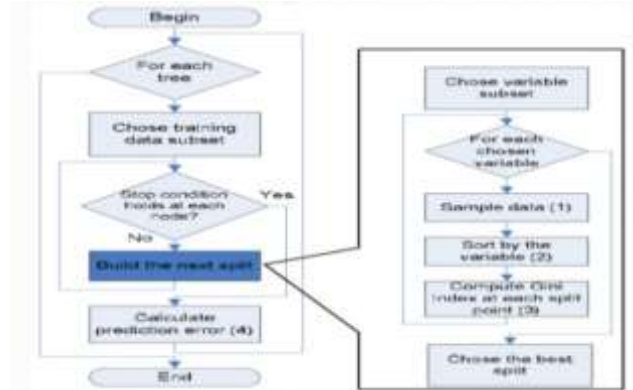 Begin
For each
tree
Chose training
data subset
Stop condition
holds at each
node?
Yes
No
Build the next split
Calculate
prediction error (4)
End
Chose variable
subset
For each
chosen
variable
Sample data (1)
Sort by the
variable (2)
Compute Gini
Index at each split
point (3)
Chose the best
split